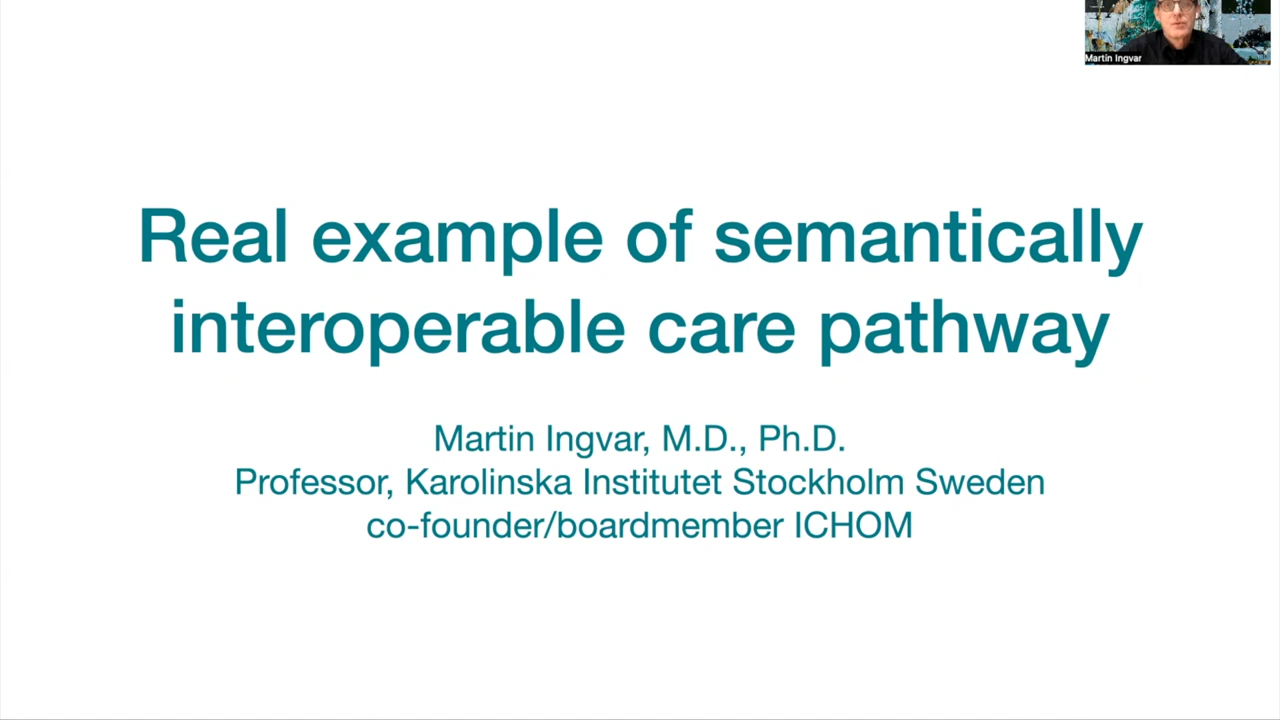 Martin Ingvar
Real example of semantically
interoperable care pathway
Martin Ingvar, M.D., Ph.D.
Professor, Karolinska Institutet Stockholm Sweden
co-founder/boardmember ICHOM